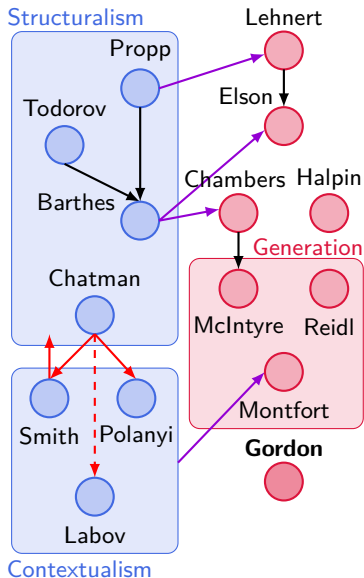 Structuralism
Lehnert
Propp
Elson
Todorov
Barthes
Chambers
Halpin
Generation
Chatman
McIntyre
Reidl
Montfort
Smith
Polanyi
Gordon
Labov
Contextualism